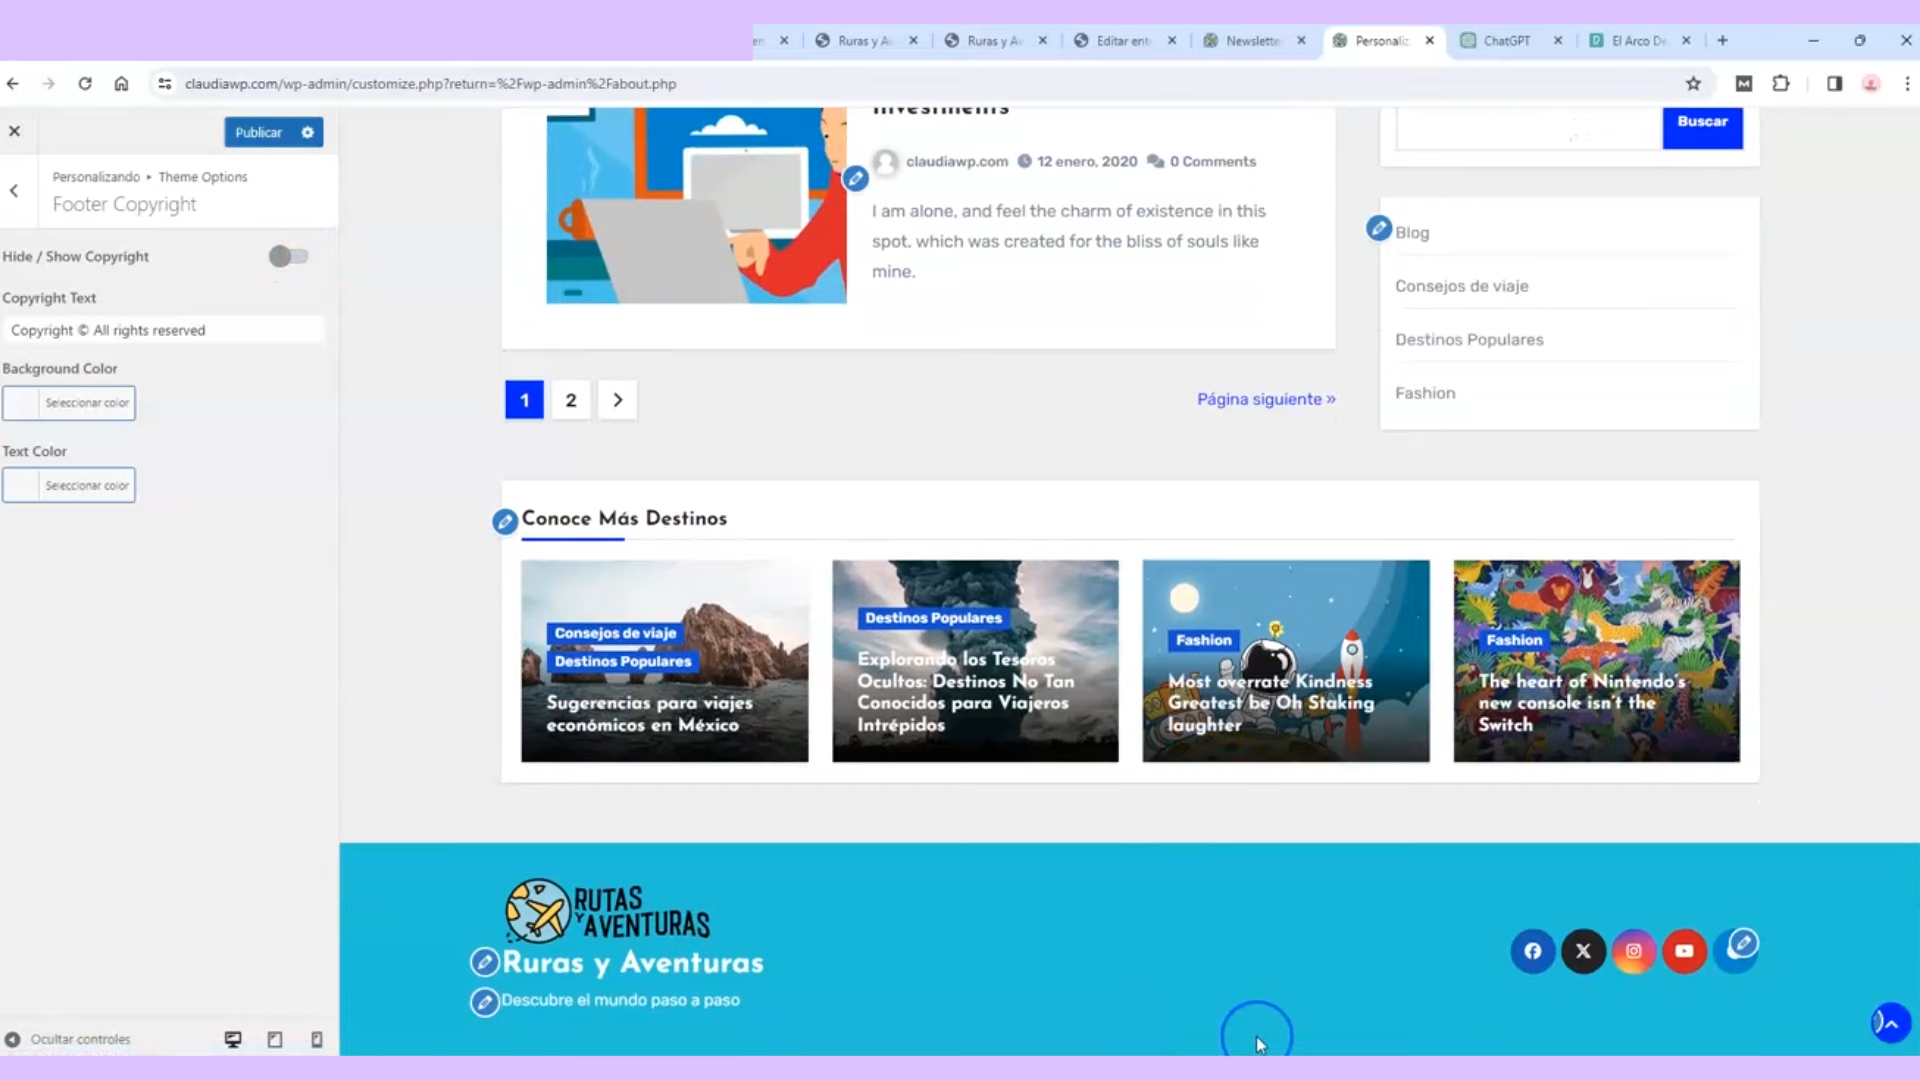 en
Ruras y Av
Ruras y Av
Editar ent
Newslette
Personaliz
ChatGPT
El Arco De
claudiawp.com/wp-admin/customize.php?return=%2Fwp-admin%2Fabout.php
Publicar
Personalizando ▸ Theme Options
Footer Copyright
Hide / Show Copyright
Copyright Text
Copyright © All rights reserved
Background Color
Seleccionar color
Text Color
Seleccionar color
Ocultar controles
Investments
claudiawp.com 12 enero, 2020 0 Comments
I am alone, and feel the charm of existence in this
spot, which was created for the bliss of souls like
mine.
1 2
Página siguiente »
Buscar
Blog
Consejos de viaje
Destinos Populares
Fashion
Conoce Más Destinos
Consejos de viaje
Destinos Populares
Sugerencias para viajes
económicos en México
Destinos Populares
Explorando los Tesoros
Ocultos: Destinos No Tan
Conocidos para Viajeros
Intrépidos
Fashion
Most overrate Kindness
Greatest be Oh Staking
laughter
Fashion
The heart of Nintendo's
new console isn't the
Switch
RUTAS
Y AVENTURAS
Ruras y Aventuras
Descubre el mundo paso a paso